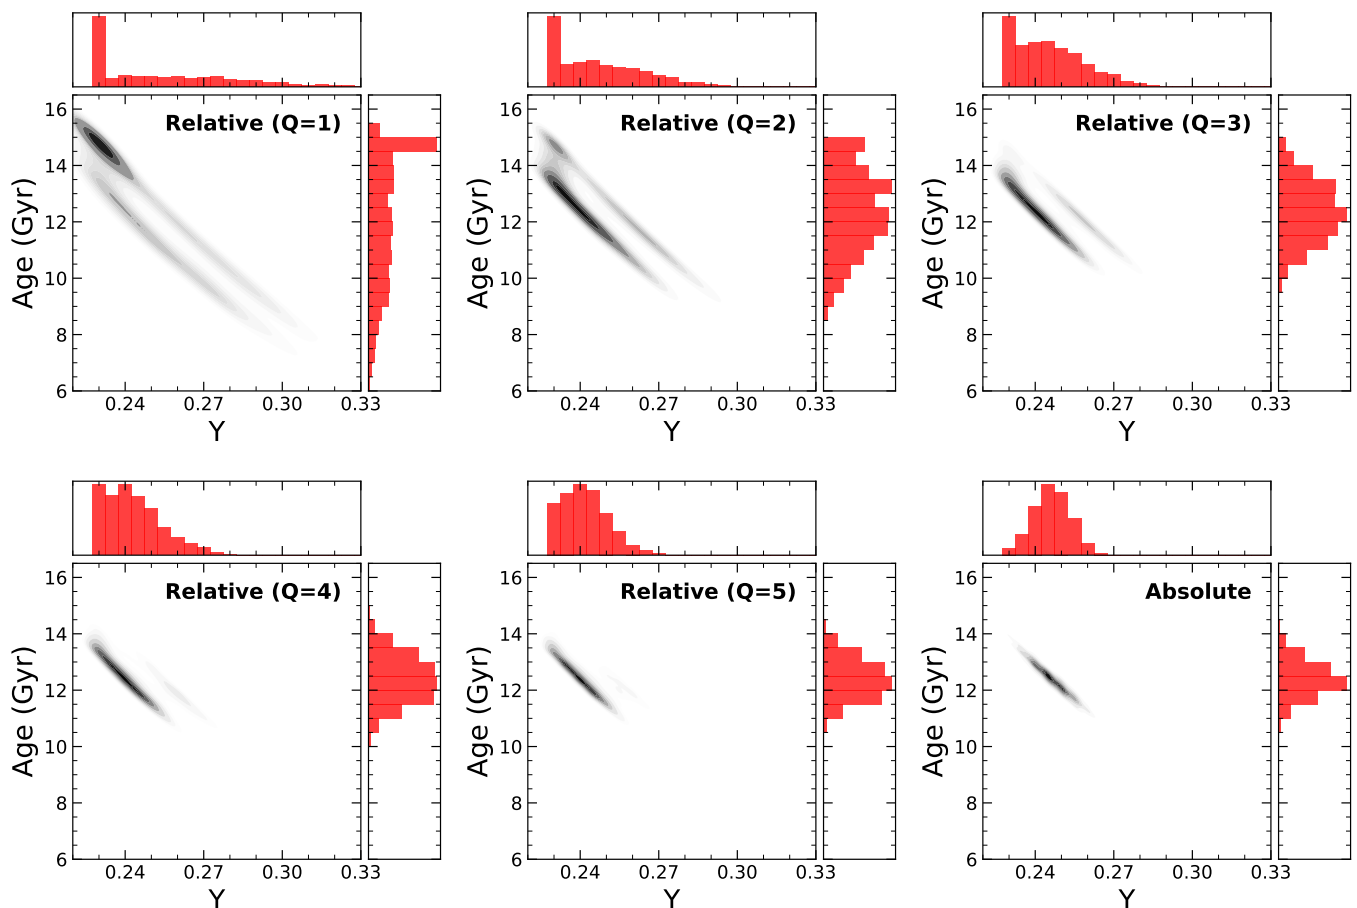 16
14
12
10
8
6
Age (Gyr)
Relative (Q=1)
0.24 0.27 0.30 0.33
Y
16
14
12
10
8
6
Age (Gyr)
Relative (Q=2)
0.24 0.27 0.30 0.33
Y
16
14
12
10
8
6
Age (Gyr)
Relative (Q=3)
0.24 0.27 0.30 0.33
Y
16
14
12
10
8
6
Age (Gyr)
Relative (Q=4)
0.24 0.27 0.30 0.33
Y
16
14
12
10
8
6
Age (Gyr)
Relative (Q=5)
0.24 0.27 0.30 0.33
Y
16
14
12
10
8
6
Age (Gyr)
Absolute
0.24 0.27 0.30 0.33
Y